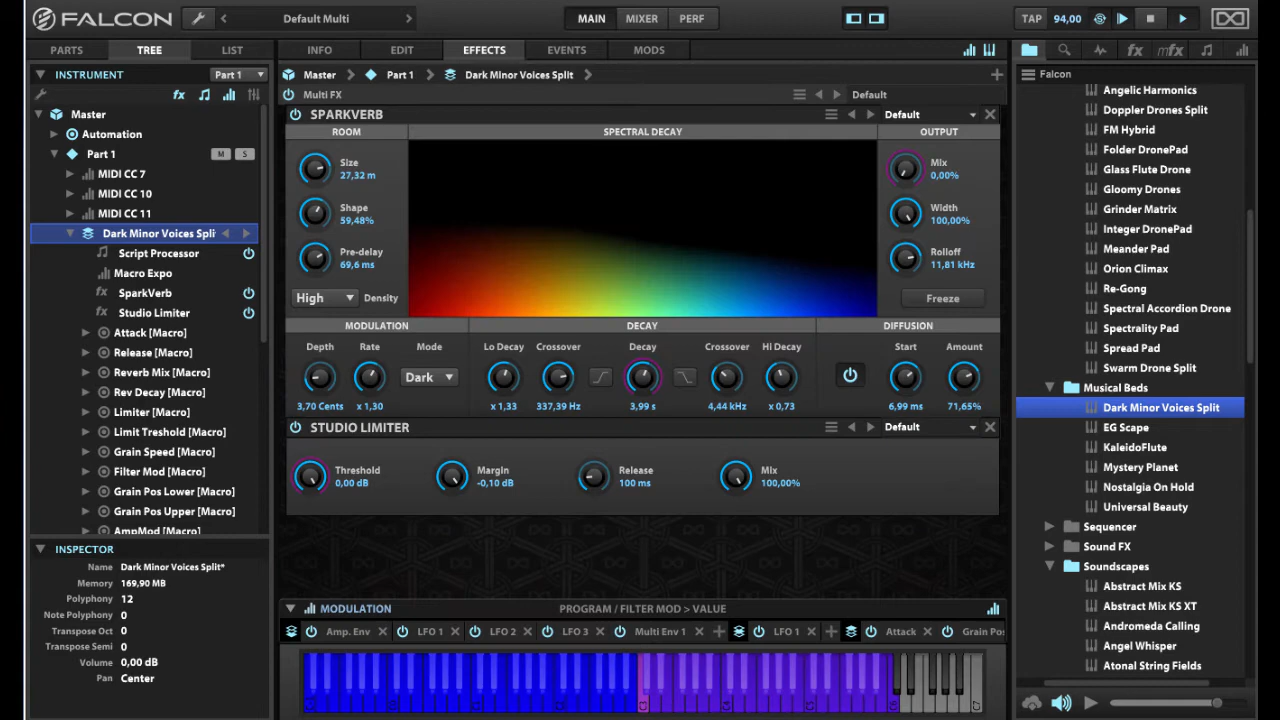 FALCON Default Multi MAIN MIXER PERF TAP 94,00
PARTS TREE LIST INFO EDIT EFFECTS EVENTS MODS fx mfx
INSTRUMENT Part 1
fx
Master
Automation
Part 1 M S
MIDI CC 7
MIDI CC 10
MIDI CC 11
Dark Minor Voices Spli
Script Processor
Macro Expo
fx SparkVerb
fx Studio Limiter
Attack [Macro]
Release [Macro]
Reverb Mix [Macro]
Rev Decay [Macro]
Limiter [Macro]
Limit Treshold [Macro]
Grain Speed [Macro]
Filter Mod [Macro]
Grain Pos Lower [Macro]
Grain Pos Upper [Macro]
AmpMod [Macro]
INSPECTOR
Name Dark Minor Voices Split*
Memory 169,90 MB
Polyphony 12
Note Polyphony 0
Transpose Oct 0
Transpose Semi 0
Volume 0,00 dB
Pan Center
Master Part 1 Dark Minor Voices Split
Multi FX Default
SPARKVERB Default
ROOM SPECTRAL DECAY OUTPUT
Size
27,32 m
Shape
59,48%
Pre-delay
69,6 ms
High Density
Mix
0,00%
Width
100,00%
Rolloff
11,81 kHz
Freeze
MODULATION DECAY DIFFUSION
Depth Rate Mode Lo Decay Crossover Decay Crossover Hi Decay Start Amount
Dark
3,70 Cents x 1,30 x 1,33 337,39 Hz 3,99 s 4,44 kHz x 0,73 6,99 ms 71,65%
STUDIO LIMITER Default
Threshold Margin Release Mix
0,00 dB -0,10 dB 100 ms 100,00%
MODULATION PROGRAM / FILTER MOD > VALUE
Amp. Env LFO 1 LFO 2 LFO 3 Multi Env 1 LFO 1 Attack Grain Pos
Falcon
Angelic Harmonics
Doppler Drones Split
FM Hybrid
Folder DronePad
Glass Flute Drone
Gloomy Drones
Grinder Matrix
Integer DronePad
Meander Pad
Orion Climax
Re-Gong
Spectral Accordion Drone
Spectrality Pad
Spread Pad
Swarm Drone Split
Musical Beds
Dark Minor Voices Split
EG Scape
KaleidoFlute
Mystery Planet
Nostalgia On Hold
Universal Beauty
Sequencer
Sound FX
Soundscapes
Abstract Mix KS
Abstract Mix KS XT
Andromeda Calling
Angel Whisper
Atonal String Fields